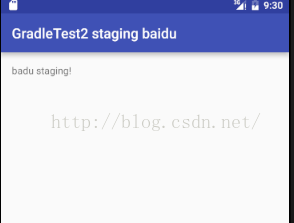 9:30
GradleTest2 staging baidu
badu staging!
http://blog.csdn.net/